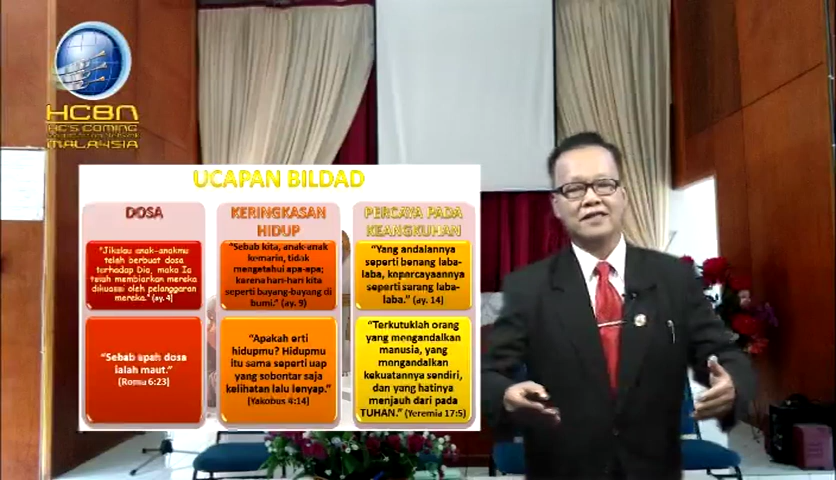 HCBN
HE'S COMING
MALAYSIA
UCAPAN BILDAD
DOSA
"Jikalau anak-anakmu
telah berbuat dosa
terhadap Dia, maka Ia
telah membiarkan mereka
dikuasai oleh pelanggaran
mereka." (ay. 4)
"Sebab upah dosa
ialah maut."
(Roma 6:23)
KERINGKASAN
HIDUP
"Sebab kita, anak-anak
kemarin, tidak
mengetahui apa-apa;
karena hari-hari kita
seperti bayang-bayang di
bumi." (ay. 9)
"Apakah erti
hidupmu? Hidupmu
itu sama seperti uap
yang sebentar saja
kelihatan lalu lenyap."
(Yakobus 4:14)
PERCAYA PADA
KEANGKUHAN
"Yang andalannya
seperti benang laba-
laba, kepercayaannya
seperti sarang laba-
laba." (ay. 14)
"Terkutuklah orang
yang mengandalkan
manusia, yang
mengandalkan
kekuatannya sendiri,
dan yang hatinya
menjauh dari pada
TUHAN." (Yeremia 17:5)